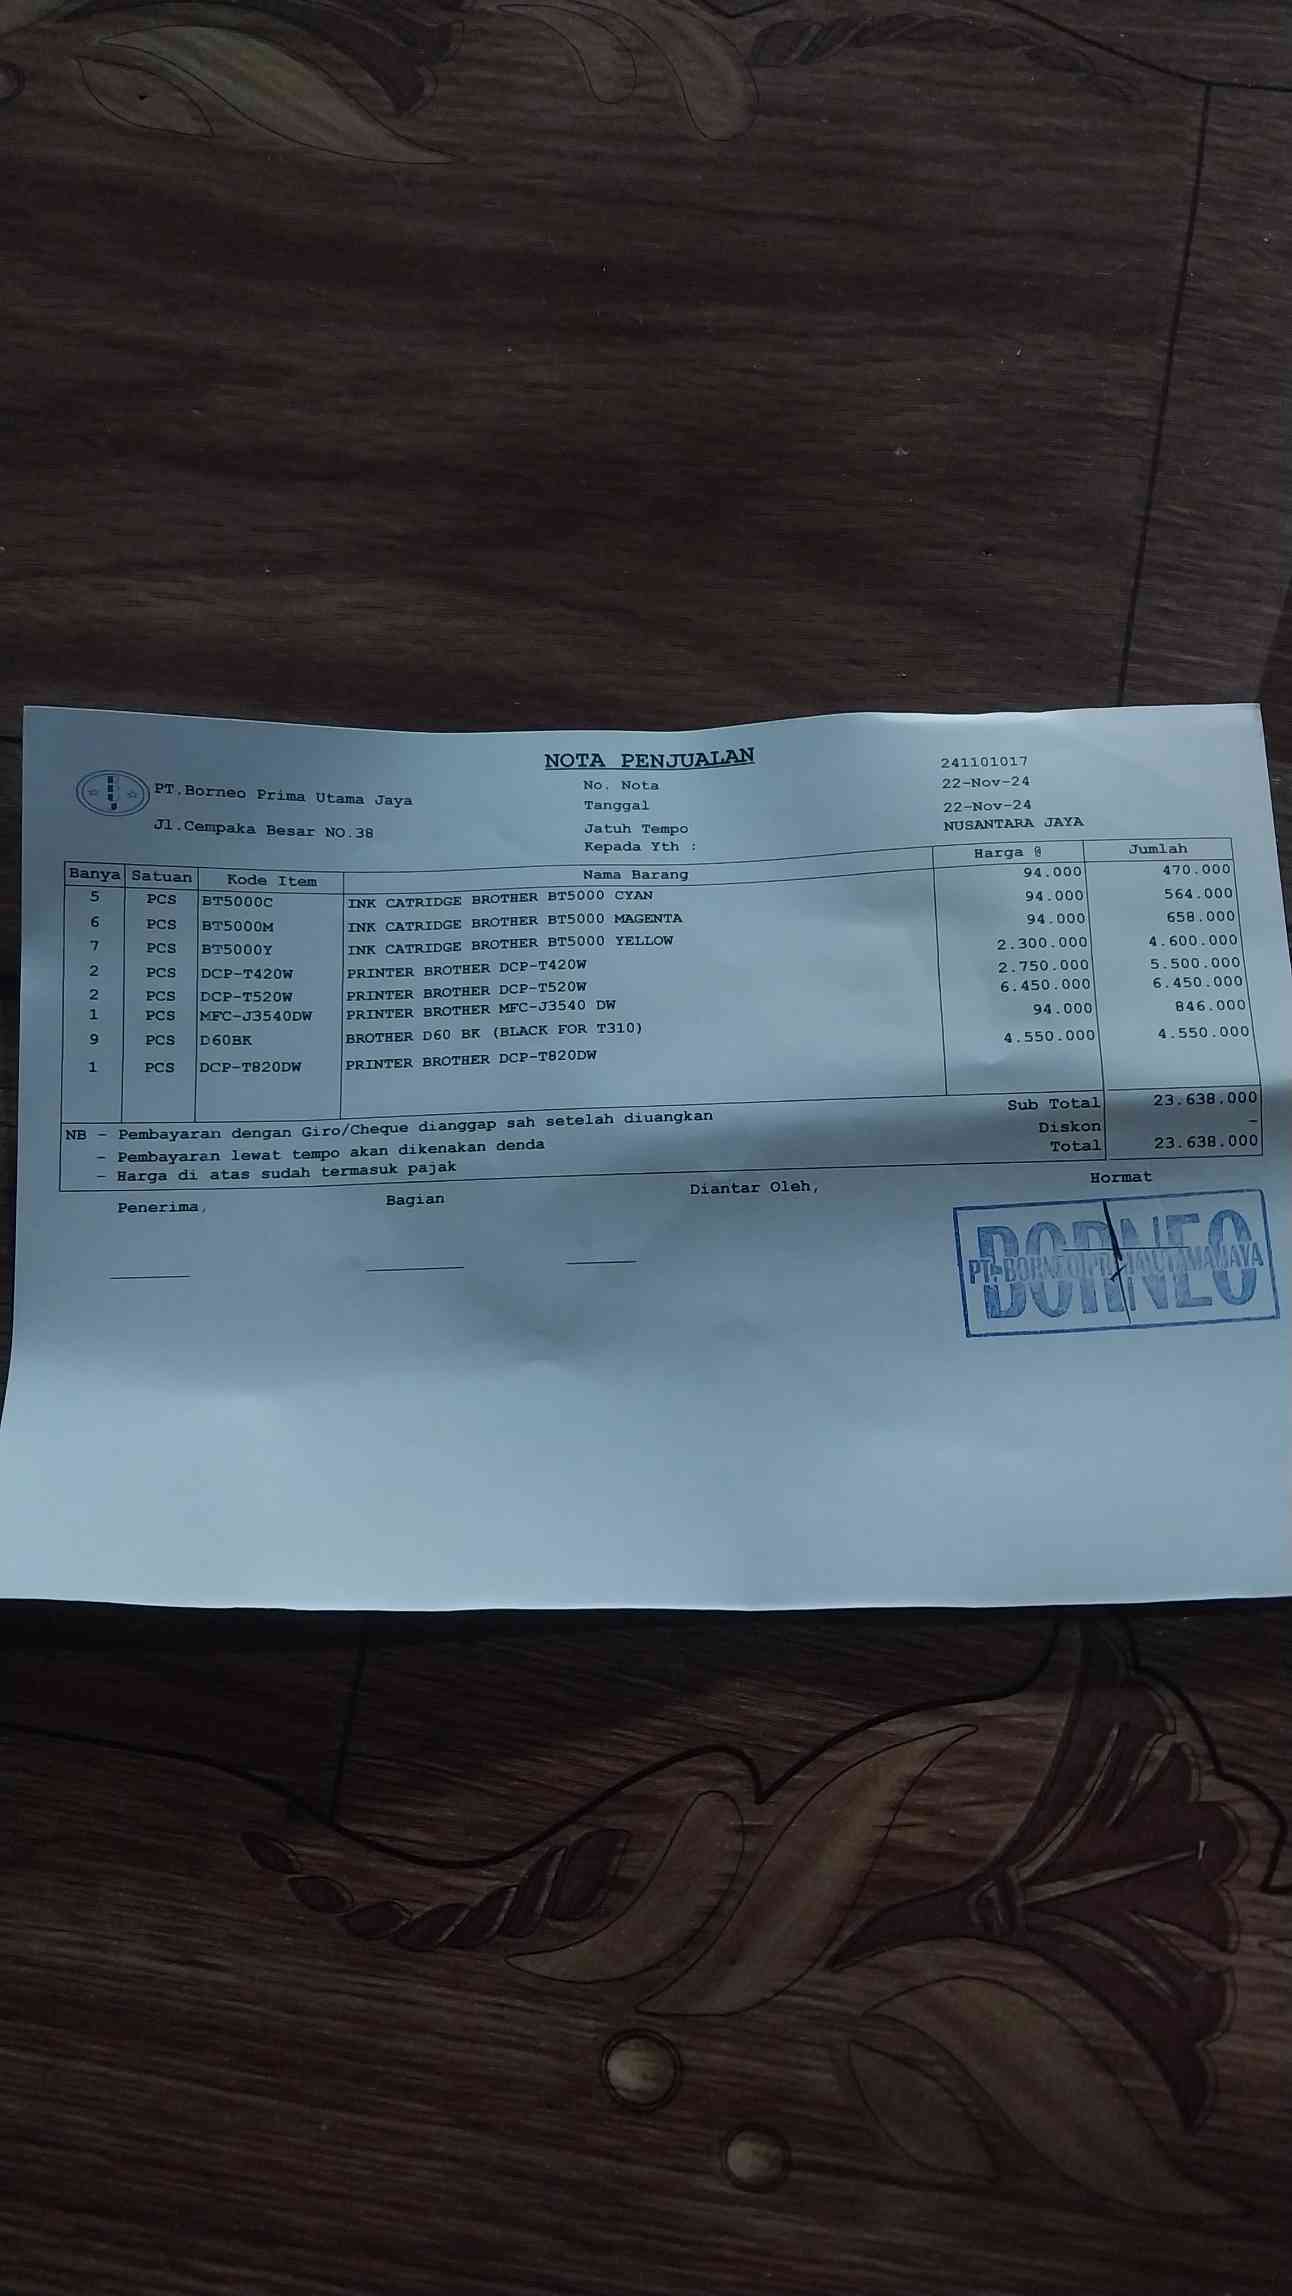 NOTA PENJUALAN
PT.Borneo Prima Utama Jaya
Jl.Cempaka Besar NO.38
No. Nota 241101017
Tanggal 22-Nov-24
Jatuh Tempo 22-Nov-24
Kepada Yth : NUSANTARA JAYA
Banya Satuan Kode Item Nama Barang Harga @ Jumlah
5 PCS BT5000C INK CATRIDGE BROTHER BT5000 CYAN 94.000 470.000
6 PCS BT5000M INK CATRIDGE BROTHER BT5000 MAGENTA 94.000 564.000
7 PCS BT5000Y INK CATRIDGE BROTHER BT5000 YELLOW 94.000 658.000
2 PCS DCP-T420W PRINTER BROTHER DCP-T420W 2.300.000 4.600.000
2 PCS DCP-T520W PRINTER BROTHER DCP-T520W 2.750.000 5.500.000
1 PCS MFC-J3540DW PRINTER BROTHER MFC-J3540 DW 6.450.000 6.450.000
9 PCS D60BK BROTHER D60 BK (BLACK FOR T310) 94.000 846.000
1 PCS DCP-T820DW PRINTER BROTHER DCP-T820DW 4.550.000 4.550.000
NB - Pembayaran dengan Giro/Cheque dianggap sah setelah diuangkan Sub Total 23.638.000
- Pembayaran lewat tempo akan dikenakan denda Diskon -
- Harga di atas sudah termasuk pajak Total 23.638.000
Penerima, Bagian Diantar Oleh, Hormat
BORNEO
PT. BORNEO PRIMA UTAMA JAYA